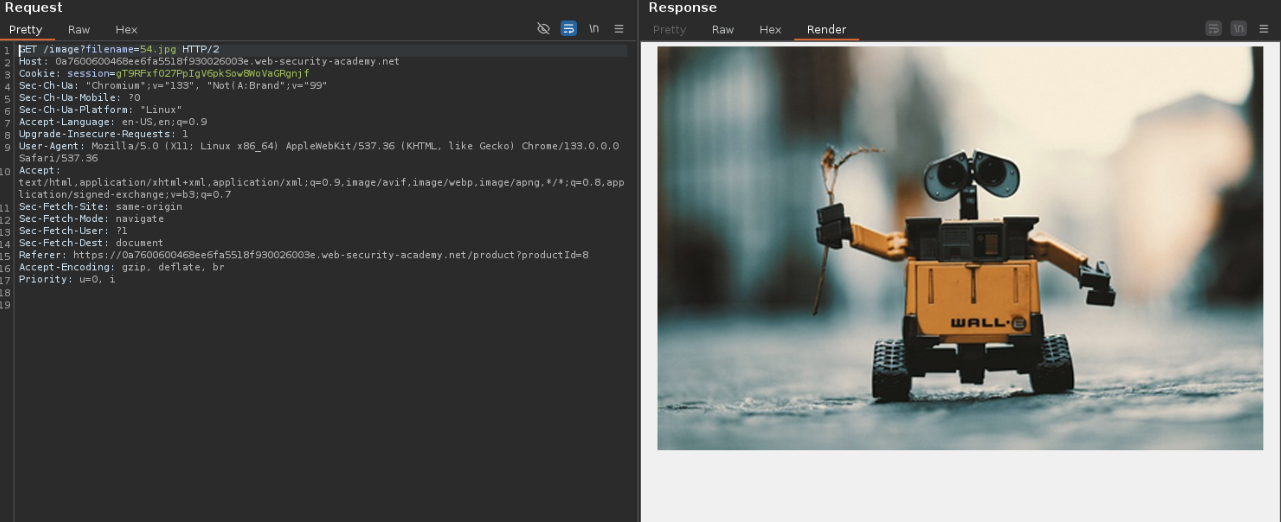 Request
Pretty Raw Hex \n
1 GET /image?filename=54.jpg HTTP/2
2 Host: 0a7600600468ee6fa5518f930026003e.web-security-academy.net
3 Cookie: session=gT9RFxf027PpIgV6pkSow8WoVaGRgnjf
4 Sec-Ch-Ua: "Chromium";v="133", "Not(A:Brand";v="99"
5 Sec-Ch-Ua-Mobile: ?0
6 Sec-Ch-Ua-Platform: "Linux"
7 Accept-Language: en-US,en;q=0.9
8 Upgrade-Insecure-Requests: 1
9 User-Agent: Mozilla/5.0 (X11; Linux x86_64) AppleWebKit/537.36 (KHTML, like Gecko) Chrome/133.0.0.0
Safari/537.36
10 Accept:
text/html,application/xhtml+xml,application/xml;q=0.9,image/avif,image/webp,image/apng,*/*;q=0.8,app
lication/signed-exchange;v=b3;q=0.7
11 Sec-Fetch-Site: same-origin
12 Sec-Fetch-Mode: navigate
13 Sec-Fetch-User: ?1
14 Sec-Fetch-Dest: document
15 Referer: https://0a7600600468ee6fa5518f930026003e.web-security-academy.net/product?productId=8
16 Accept-Encoding: gzip, deflate, br
17 Priority: u=0, i
18
19
Response
Pretty Raw Hex Render \n
WALL·E